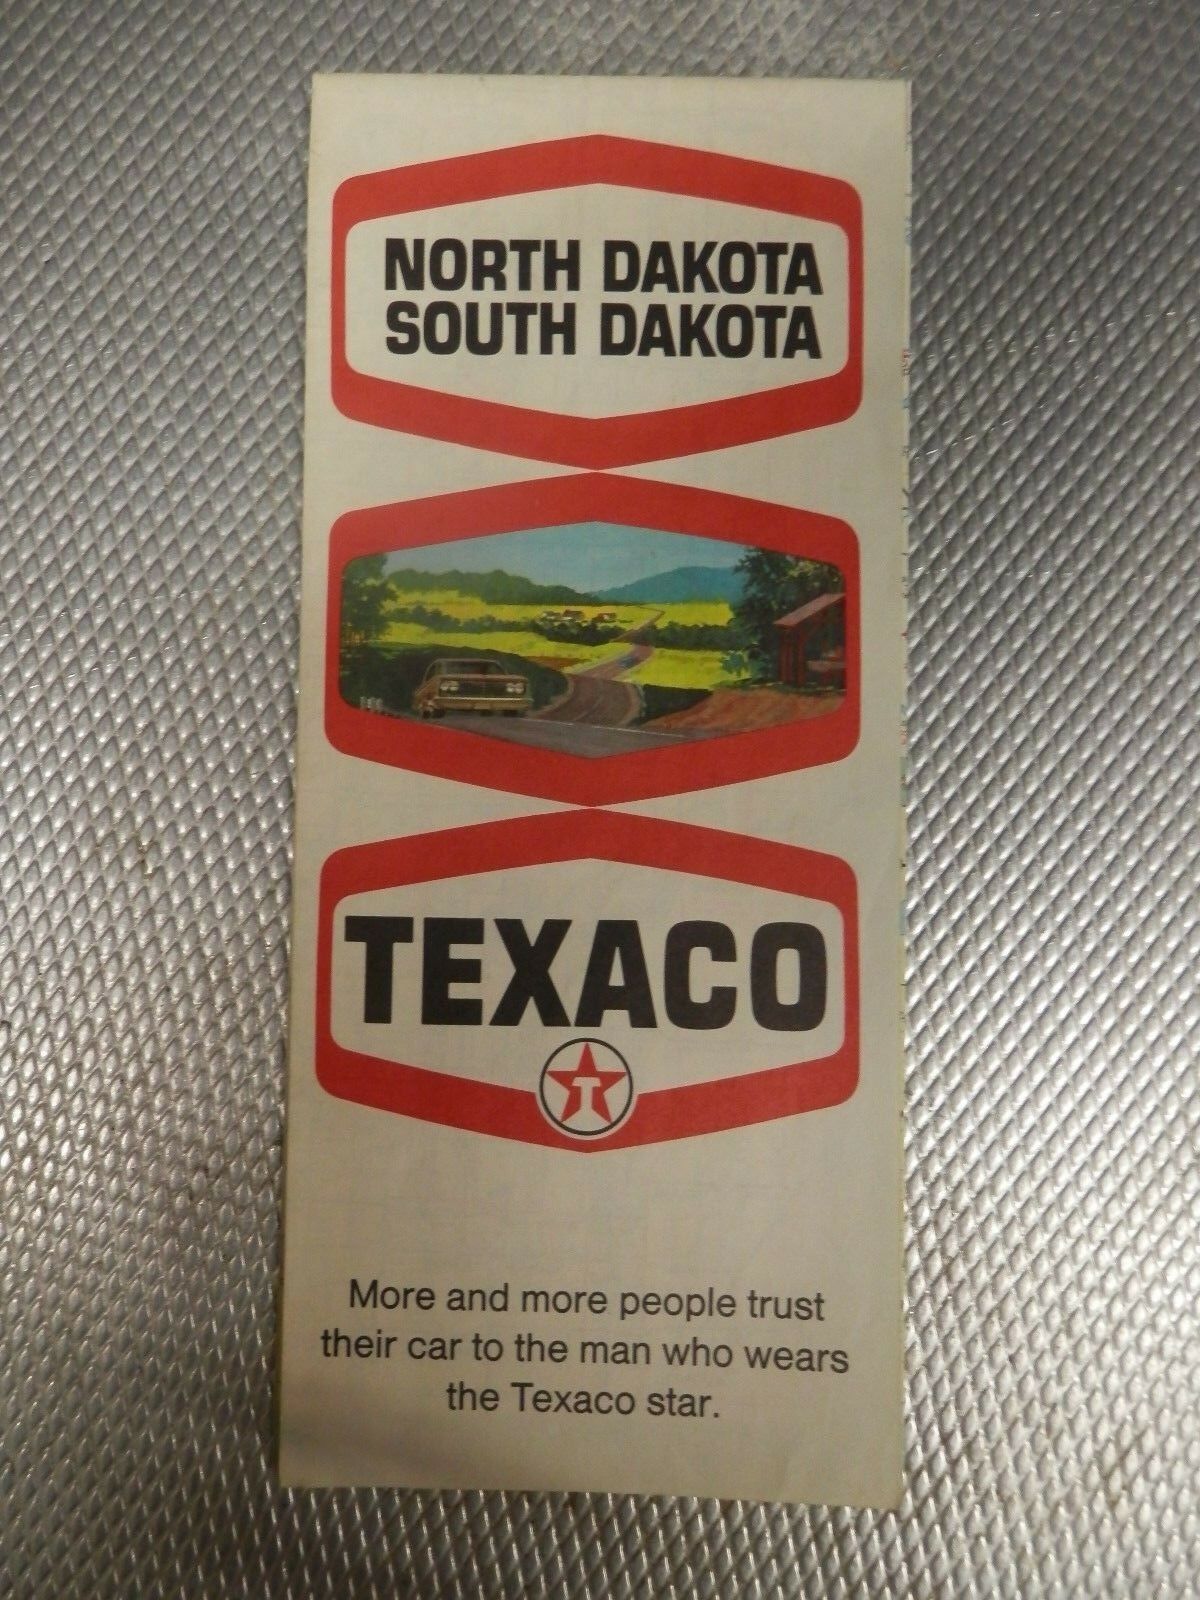 NORTH DAKOTA
SOUTH DAKOTA
TEXACO
T
More and more people trust
their car to the man who wears
the Texaco star.